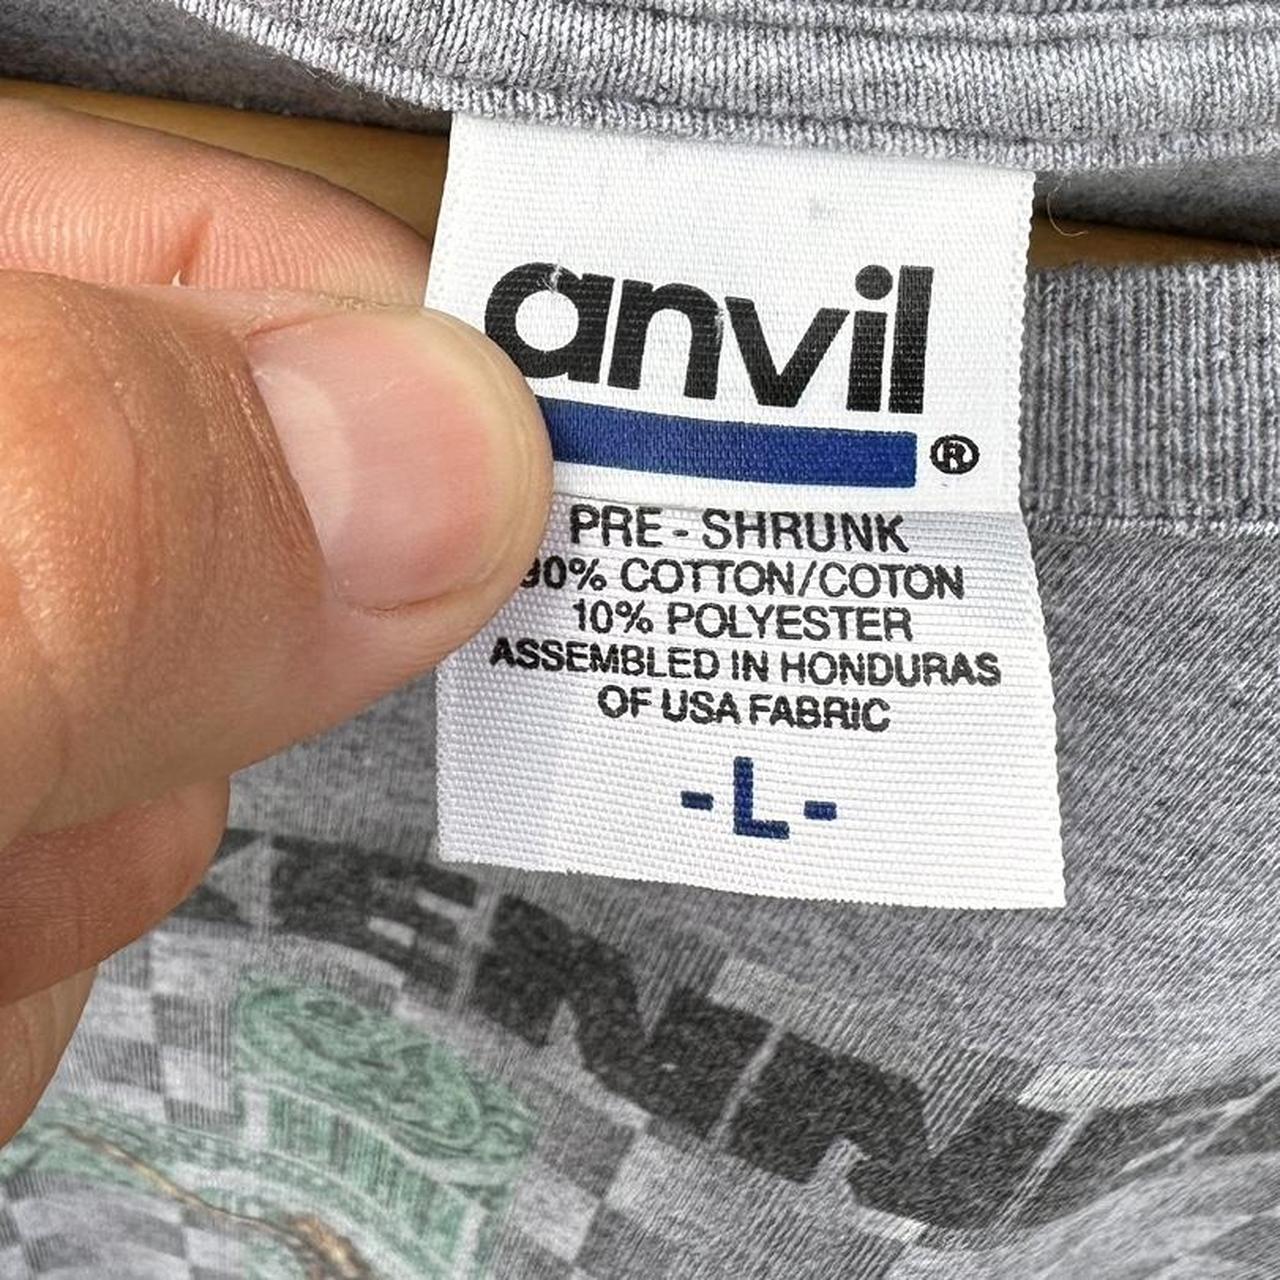 anvil
®
PRE-SHRUNK
90% COTTON/COTON
10% POLYESTER
ASSEMBLED IN HONDURAS
OF USA FABRIC
-L-